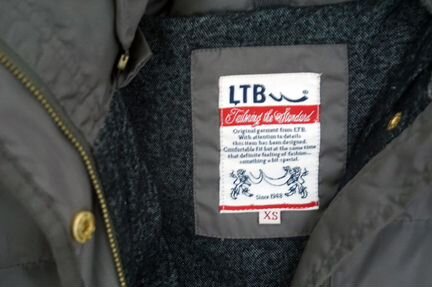 LTB ®
Tailoring the Standard
Original garment from LTB.
With attention to details
this item has been designed.
Comfortable fit but at the same time
that definite feeling of fashion...
something a bit special.
Since 1948
XS